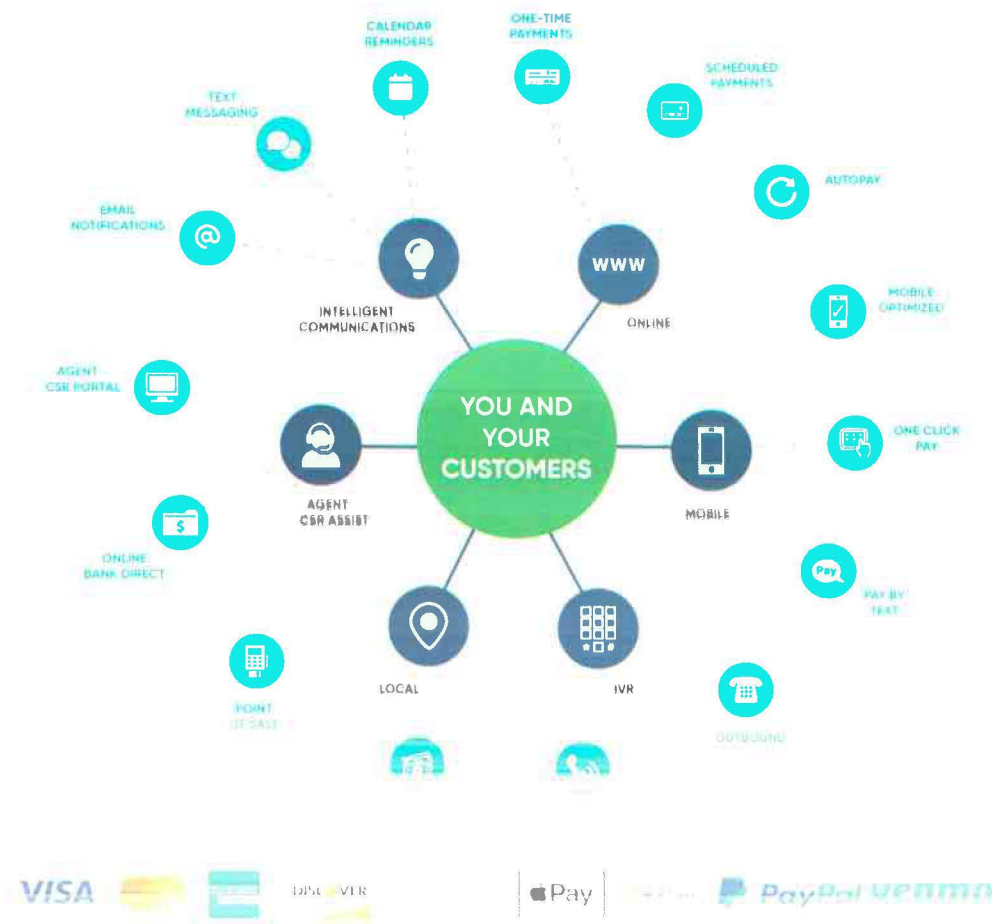 CALENDAR
REMINDERS
ONE-TIME
PAYMENTS
SCHEDULED
PAYMENTS
TEXT
MESSAGING
AUTOPAY
EMAIL
NOTIFICATIONS
@
WWW
MOBILE
OPTIMIZED
INTELLIGENT
COMMUNICATIONS
ONLINE
AGENT
CSR PORTAL
YOU AND
YOUR
CUSTOMERS
ONE CLICK
PAY
AGENT
CSR ASSIST
MOBILE
$
ONLINE
BANK DIRECT
Pay
PAY BY
TEXT
LOCAL
IVR
POINT
OF SALE
OUTBOUND
VISA
Pay
PayPal venmo